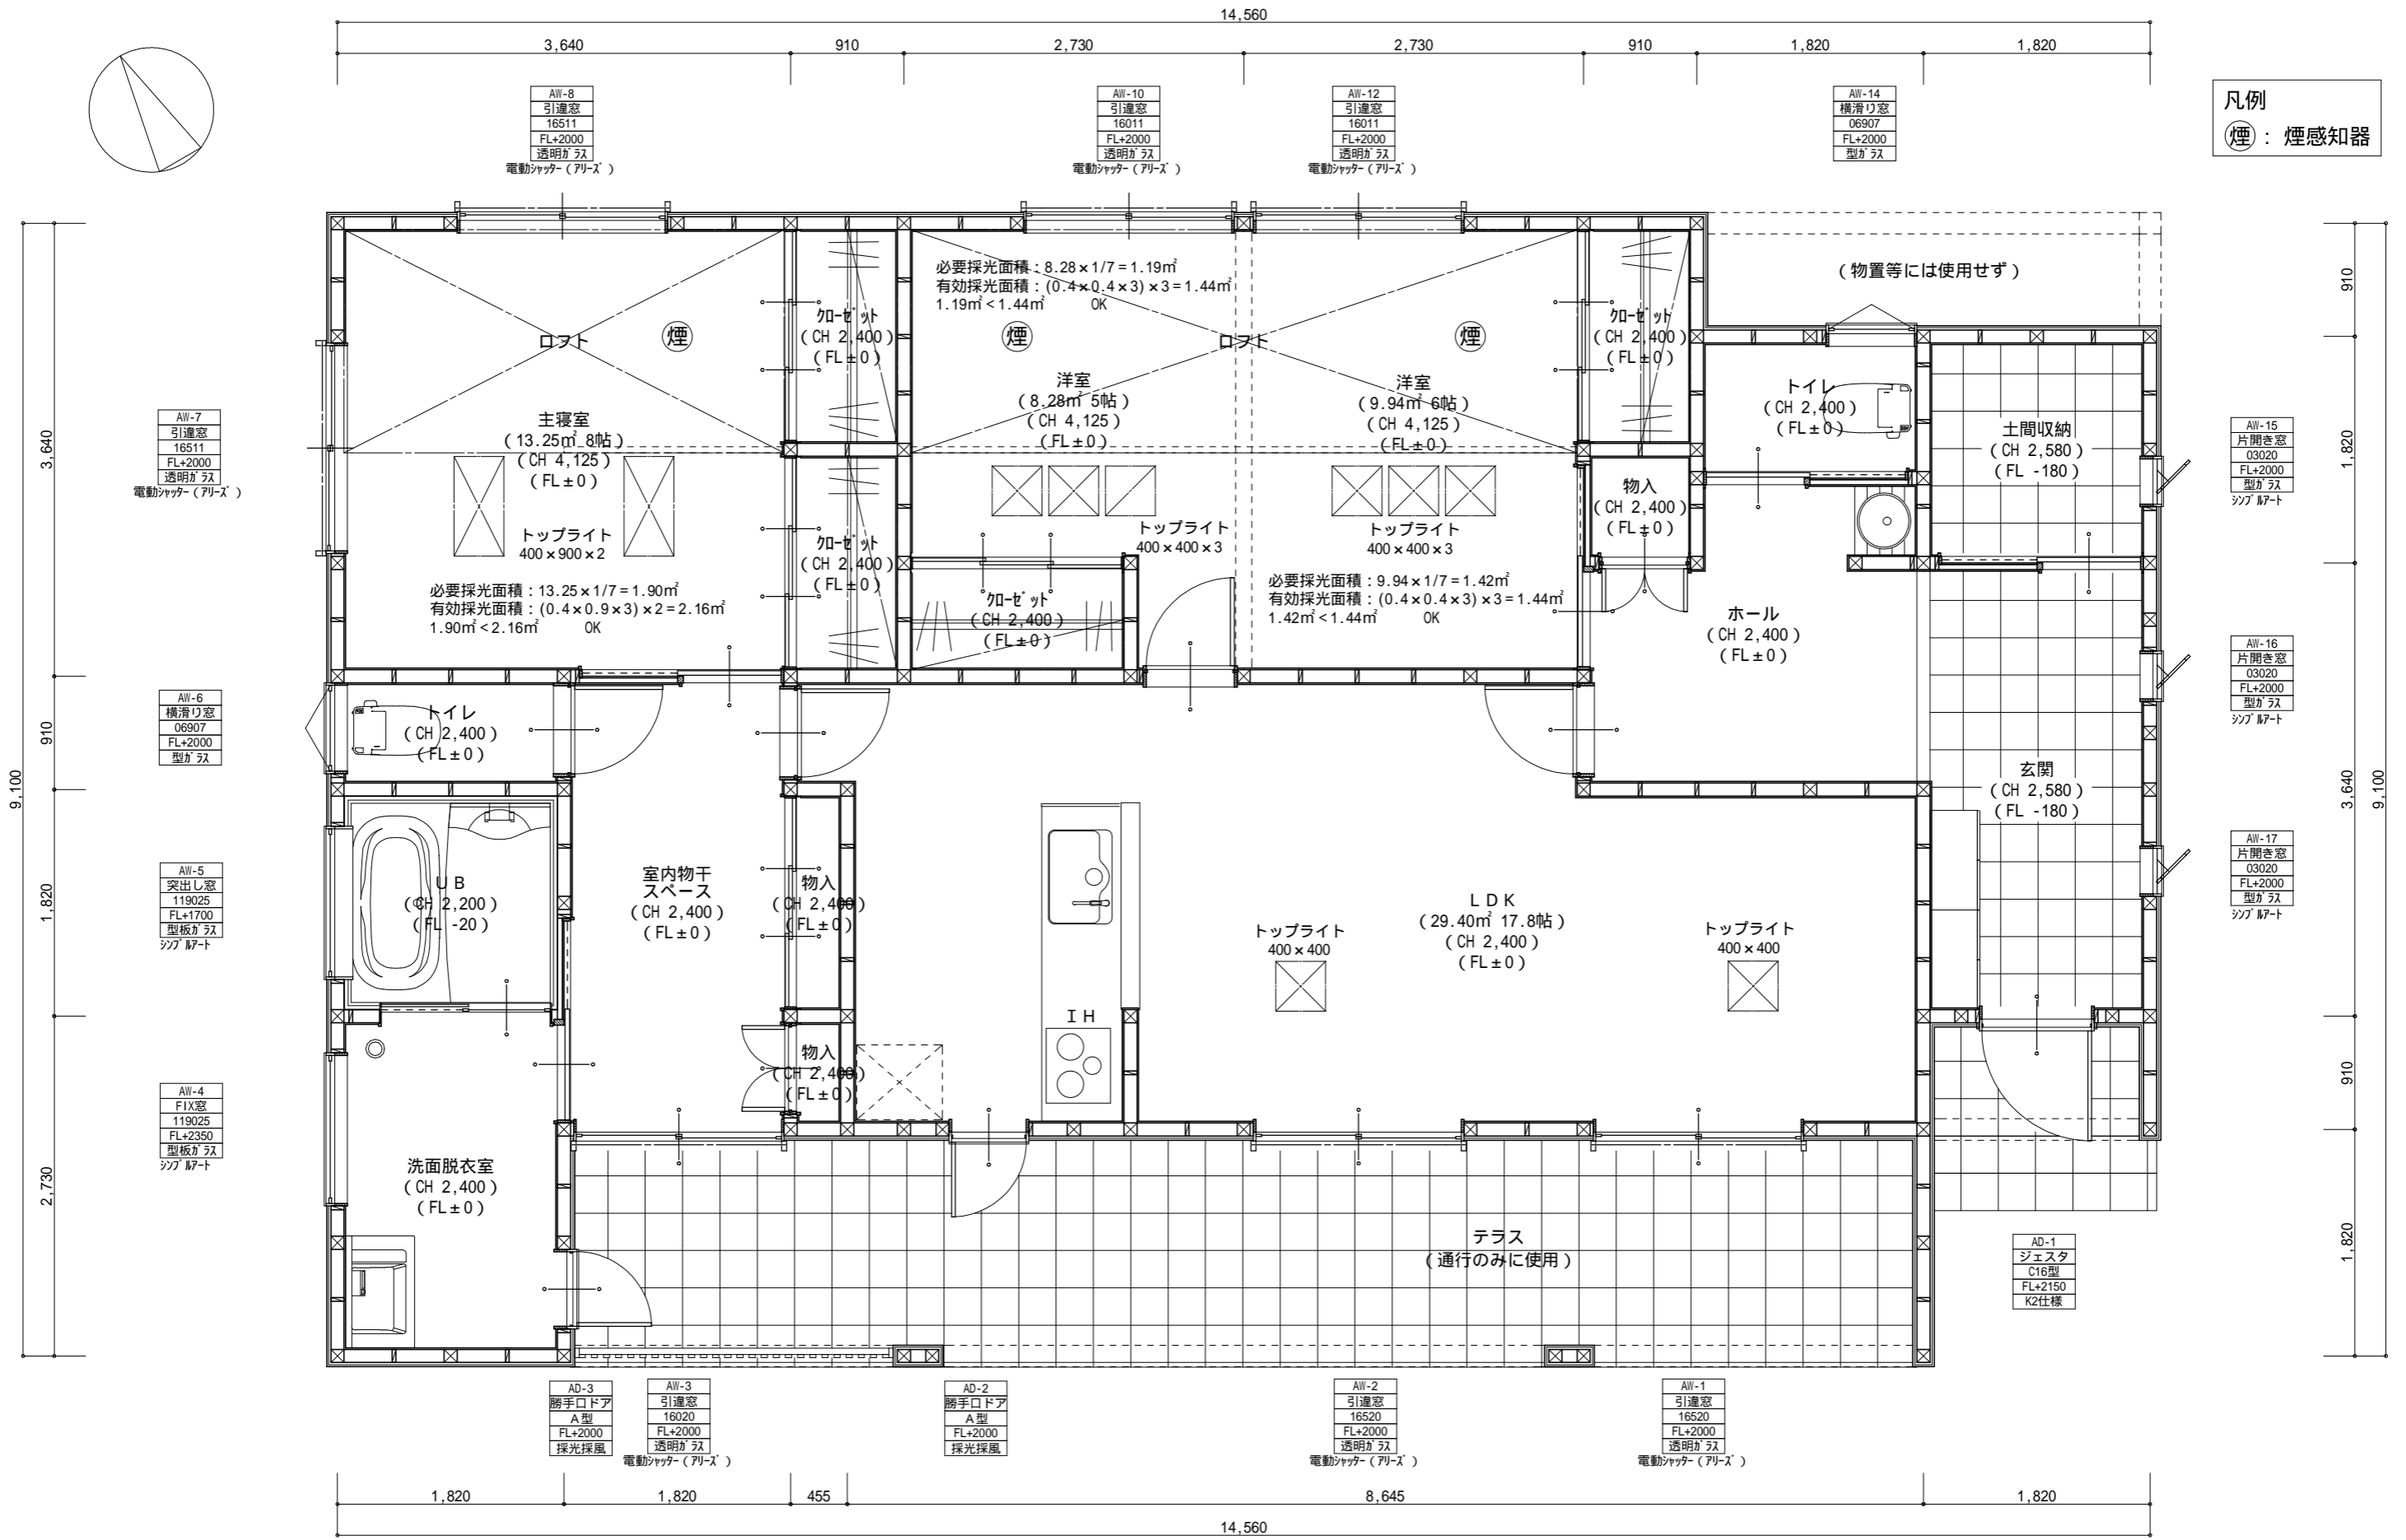 14,560
3,640
910
2,730
2,730
910
1,820
1,820
AW-8
引違窓
16511
FL+2000
透明ｶﾞﾗｽ
電動ｼｬｯﾀｰ（ｱﾘｰｽﾞ）
AW-10
引違窓
16011
FL+2000
透明ｶﾞﾗｽ
電動ｼｬｯﾀｰ（ｱﾘｰｽﾞ）
AW-12
引違窓
16011
FL+2000
透明ｶﾞﾗｽ
電動ｼｬｯﾀｰ（ｱﾘｰｽﾞ）
AW-14
横滑り窓
06907
FL+2000
型ｶﾞﾗｽ
凡例
煙：煙感知器
9,100
3,640
910
1,820
2,730
AW-7
引違窓
16511
FL+2000
透明ｶﾞﾗｽ
電動ｼｬｯﾀｰ（ｱﾘｰｽﾞ）
AW-6
横滑り窓
06907
FL+2000
型ｶﾞﾗｽ
AW-5
突出し窓
119025
FL+1700
型板ｶﾞﾗｽ
ｼﾝﾌﾟﾙｱｰﾄ
AW-4
FIX窓
119025
FL+2350
型板ｶﾞﾗｽ
ｼﾝﾌﾟﾙｱｰﾄ
ロフト
煙
主寝室
（13.25㎡ 8帖）
（CH 4,125）
（FL±0）
トップライト
400×900×2
必要採光面積：13.25×1/7＝1.90㎡
有効採光面積：(0.4×0.9×3)×2＝2.16㎡
1.90㎡＜2.16㎡ OK
ｸﾛｰｾﾞｯﾄ
（CH 2,400）
（FL±0）
ｸﾛｰｾﾞｯﾄ
（CH 2,400）
（FL±0）
必要採光面積：8.28×1/7＝1.19㎡
有効採光面積：(0.4×0.4×3)×3＝1.44㎡
1.19㎡＜1.44㎡ OK
煙
ロフト
煙
洋室
（8.28㎡ 5帖）
（CH 4,125）
（FL±0）
トップライト
400×400×3
ｸﾛｰｾﾞｯﾄ
（CH 2,400）
（FL±0）
洋室
（9.94㎡ 6帖）
（CH 4,125）
（FL±0）
トップライト
400×400×3
必要採光面積：9.94×1/7＝1.42㎡
有効採光面積：(0.4×0.4×3)×3＝1.44㎡
1.42㎡＜1.44㎡ OK
ｸﾛｰｾﾞｯﾄ
（CH 2,400）
（FL±0）
物入
（CH 2,400）
（FL±0）
（物置等には使用せず）
トイレ
（CH 2,400）
（FL±0）
土間収納
（CH 2,580）
（FL -180）
ホール
（CH 2,400）
（FL±0）
玄関
（CH 2,580）
（FL -180）
トイレ
（CH 2,400）
（FL±0）
ＵＢ
（CH 2,200）
（FL -20）
室内物干
スペース
（CH 2,400）
（FL±0）
物入
（CH 2,400）
（FL±0）
物入
（CH 2,400）
（FL±0）
ＩＨ
トップライト
400×400
ＬＤＫ
（29.40㎡ 17.8帖）
（CH 2,400）
（FL±0）
トップライト
400×400
洗面脱衣室
（CH 2,400）
（FL±0）
テラス
（通行のみに使用）
AW-15
片開き窓
03020
FL+2000
型ｶﾞﾗｽ
ｼﾝﾌﾟﾙｱｰﾄ
AW-16
片開き窓
03020
FL+2000
型ｶﾞﾗｽ
ｼﾝﾌﾟﾙｱｰﾄ
AW-17
片開き窓
03020
FL+2000
型ｶﾞﾗｽ
ｼﾝﾌﾟﾙｱｰﾄ
AD-1
ジェスタ
C16型
FL+2150
K2仕様
910
1,820
3,640
910
1,820
9,100
AD-3
勝手口ドア
Ａ型
FL+2000
採光採風
AW-3
引違窓
16020
FL+2000
透明ｶﾞﾗｽ
電動ｼｬｯﾀｰ（ｱﾘｰｽﾞ）
AD-2
勝手口ドア
Ａ型
FL+2000
採光採風
AW-2
引違窓
16520
FL+2000
透明ｶﾞﾗｽ
電動ｼｬｯﾀｰ（ｱﾘｰｽﾞ）
AW-1
引違窓
16520
FL+2000
透明ｶﾞﾗｽ
電動ｼｬｯﾀｰ（ｱﾘｰｽﾞ）
1,820
1,820
455
8,645
1,820
14,560